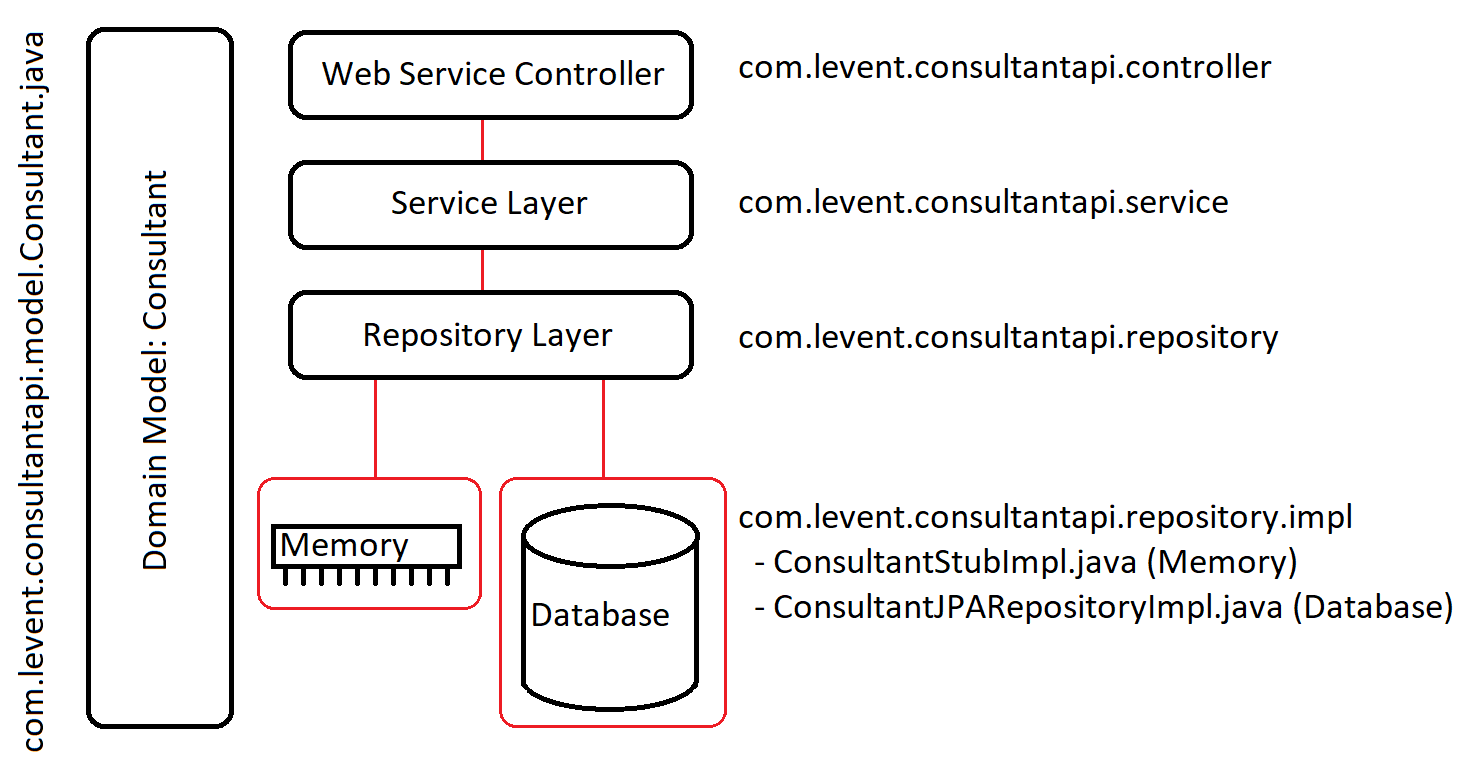 com.levent.consultantapi.model.Consultant.java
Domain Model: Consultant
Web Service Controller
com.levent.consultantapi.controller
Service Layer
com.levent.consultantapi.service
Repository Layer
com.levent.consultantapi.repository
Memory
Database
com.levent.consultantapi.repository.impl
- ConsultantStubImpl.java (Memory)
- ConsultantJPARepositoryImpl.java (Database)